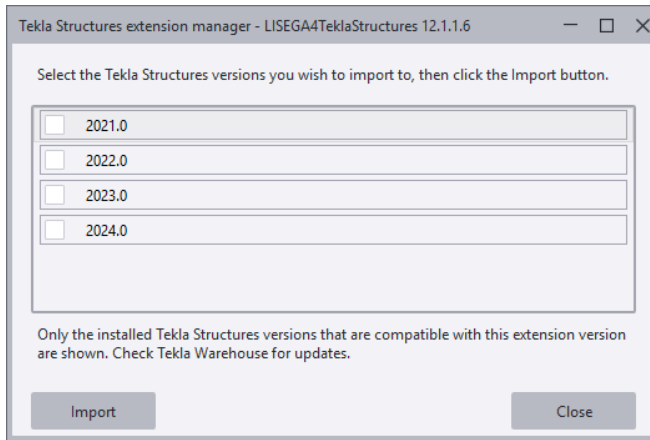 Tekla Structures extension manager - LISEGA4TeklaStructures 12.1.1.6
Select the Tekla Structures versions you wish to import to, then click the Import button.
2021.0
2022.0
2023.0
2024.0
Only the installed Tekla Structures versions that are compatible with this extension version
are shown. Check Tekla Warehouse for updates.
Import
Close